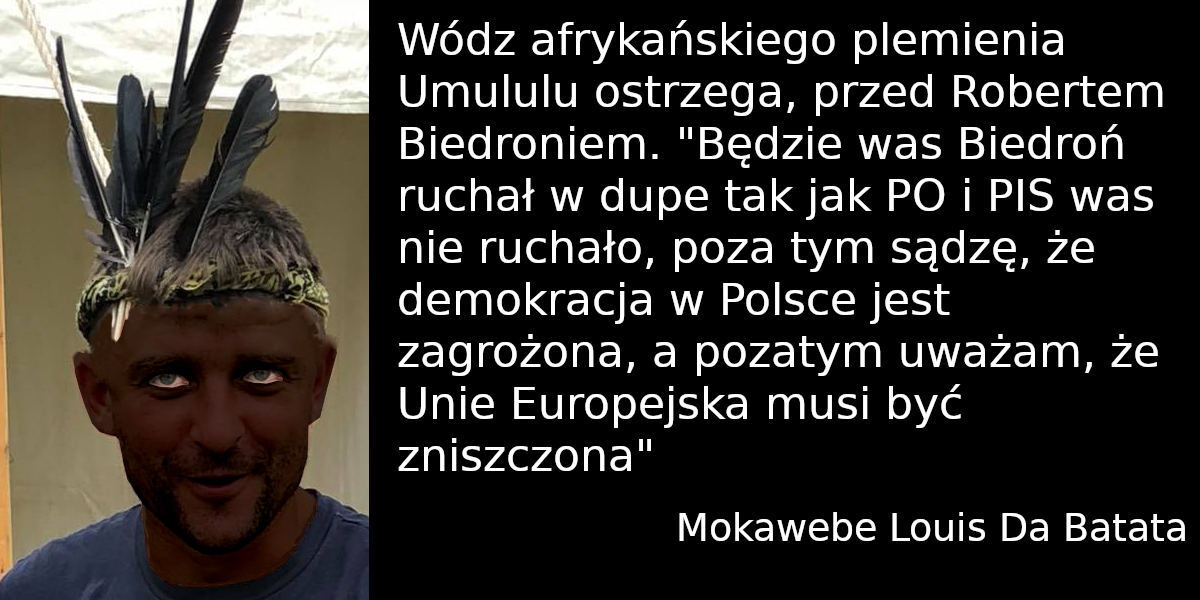 Wódz afrykańskiego plemienia
Umululu ostrzega, przed Robertem
Biedroniem. "Będzie was Biedroń
ruchał w dupe tak jak PO i PIS was
nie ruchało, poza tym sądzę, że
demokracja w Polsce jest
zagrożona, a pozatym uważam, że
Unie Europejska musi być
zniszczona"
Mokawebe Louis Da Batata